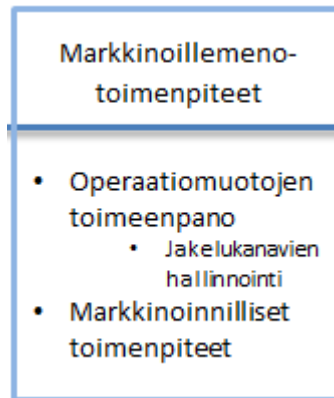 Markkinoillemeno-
toimenpiteet
• Operaatiomuotojen
toimeenpano
• Jakelukanavien
hallinnointi
• Markkinoinnilliset
toimenpiteet